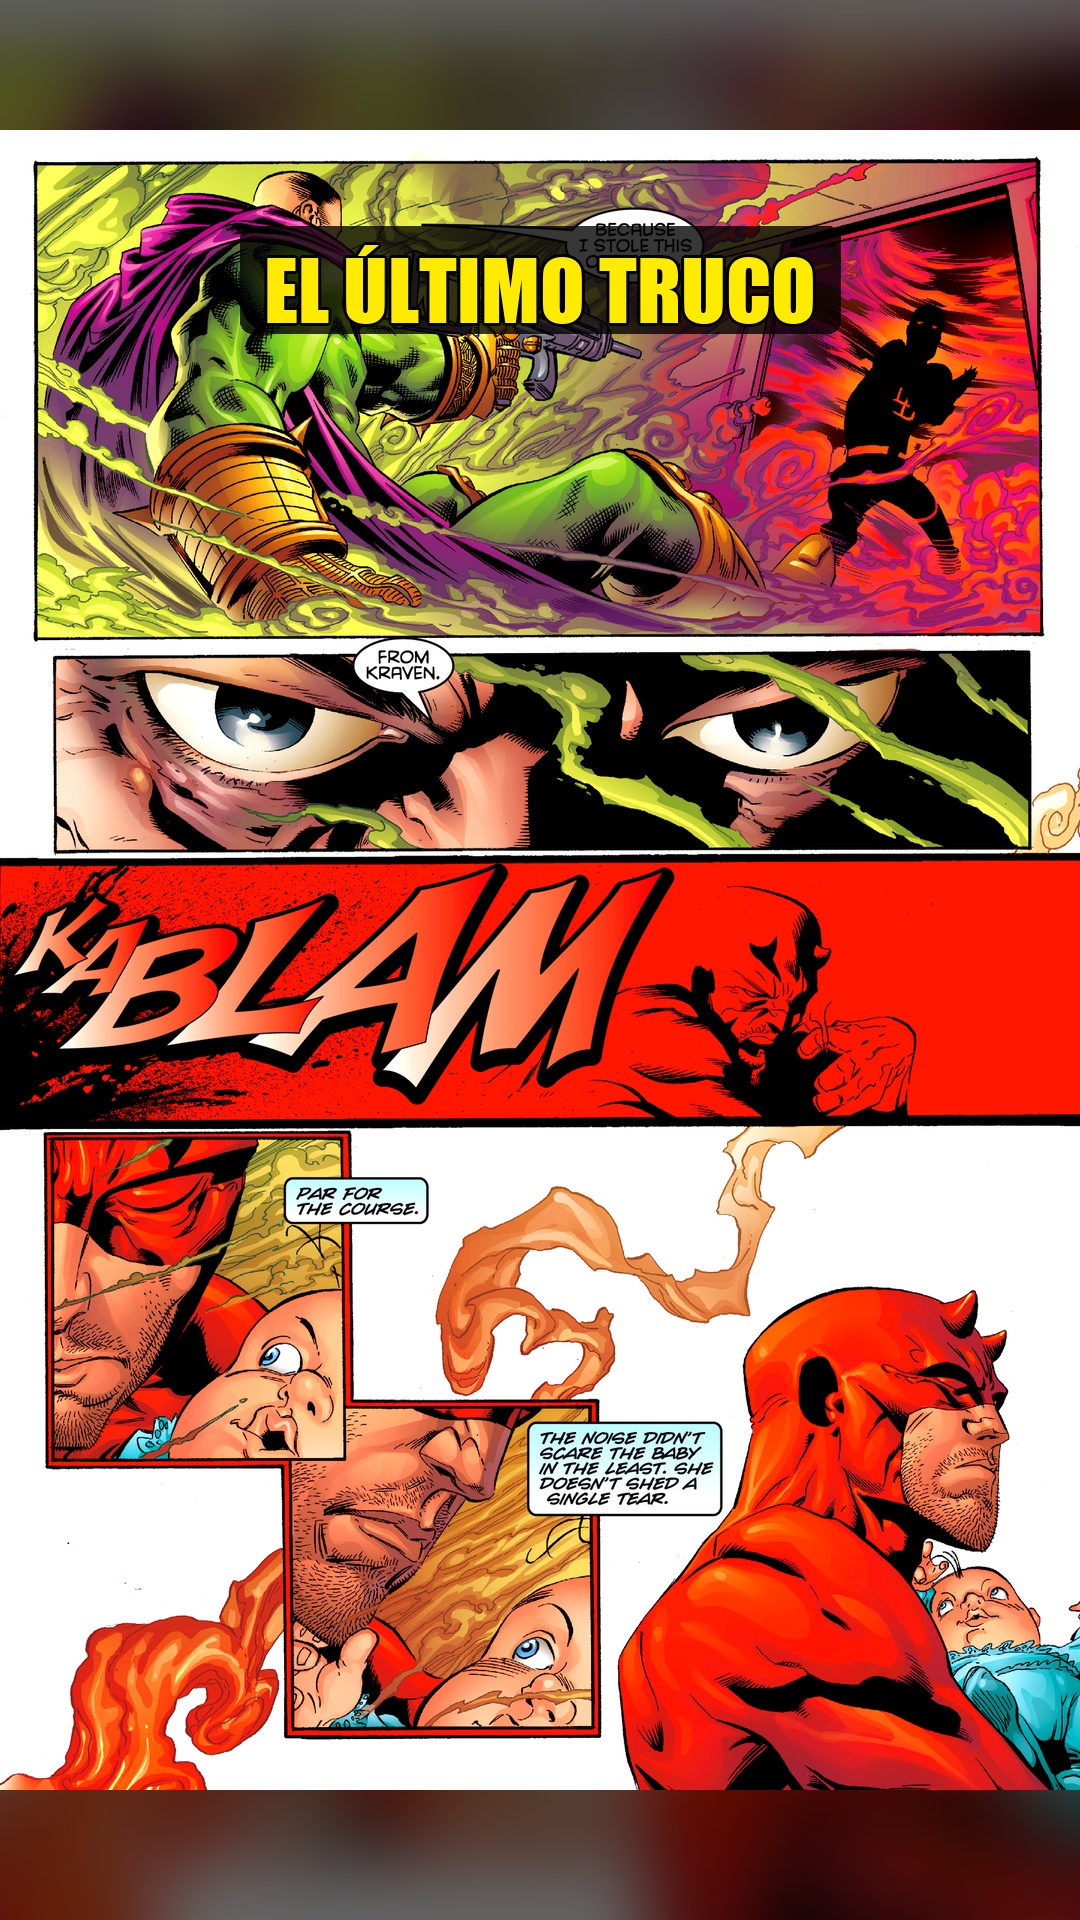 BECAUSE
I STOLE THIS
EL ÚLTIMO TRUCO
FROM
KRAVEN.
KABLAM
PAR FOR
THE COURSE.
THE NOISE DIDN'T
SCARE THE BABY
IN THE LEAST. SHE
DOESN'T SHED A
SINGLE TEAR.